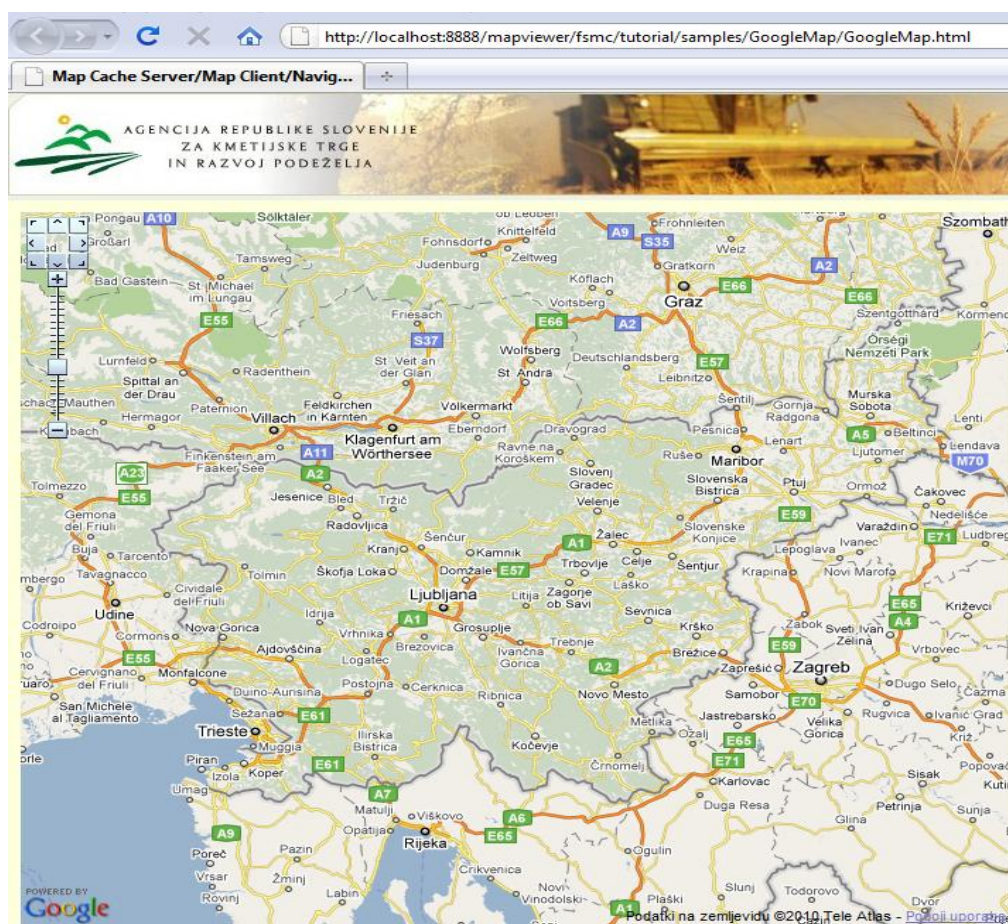 http://localhost:8888/mapviewer/fsmc/tutorial/samples/GoogleMap/GoogleMap.html
Map Cache Server/Map Client/Navig...
AGENCIJA REPUBLIKE SLOVENIJE
ZA KMETIJSKE TRGE
IN RAZVOJ PODEŽELJA
Pongau
A10
Sölktäler
ob Leoben
Knittelfeld
A9
S35
Frohnleiten
Szombath
Großarl
Tamsweg
Fohnsdorf
Zeltweg
Judenburg
Weiz
Gratkorn
A2
Bad Gastein
St. Michael
im Lungau
Köflach
Voitsberg
Graz
E66
E66
Szentgotthárd
Körmend
E55
Friesach
E66
A2
S37
Wolfsberg
Őrségi
Nemzeti Park
Lurnfeld
Radenthein
St. Veit an
der Glan
St. Andrä
Deutschlandsberg
E57
Leibnitz
Spittal an
der Drau
Mauthen
Hermagor
Paternion
Villach
Feldkirchen
in Kärnten
Völkermarkt
Šentilj
Gornja
Radgona
Murska
Sobota
Lenti
Klagenfurt am
Wörthersee
Eberndorf
Dravograd
Pesnica
Lenart
A5
Beltinci
Finkenstein am
Faaker See
A11
Ravne na
Koroškem
Ruše
Maribor
Ljutomer
Lendava
M70
A23
A2
Slovenj
Gradec
Tolmezzo
E55
Jesenice
Bled
Tržič
Velenje
Slovenska
Bistrica
Ptuj
Ormož
Čakovec
Gemona
del Friuli
Radovljica
E59
Nedelišće
Šenčur
A1
Žalec
Slovenske
Konjice
Varaždin
E71
Ludbreg
Buja
Tarcento
Kranj
Kamnik
Lepoglava
Ivanec
Tavagnacco
Tolmin
Škofja Loka
Domžale
E57
Trbovlje
Celje
Šentjur
Krapina
Novi Marof
Cividale
del Friuli
Ljubljana
Litija
Zagorje
ob Savi
Laško
E65
Križevci
Udine
Idrija
A1
Sevnica
Zabok
Sveti Ivan
Zelina
A4
Codroipo
Cormons
Nova Gorica
Vrhnika
Grosuplje
Krško
E59
Vrbovec
E55
Ajdovščina
Logatec
Brezovica
Ivančna
Gorica
Trebnje
A2
Brežice
Zaprešić
Zagreb
Cervignano
del Friuli
Monfalcone
Duino-Aurisina
Postojna
Cerknica
Ribnica
Novo Mesto
Samobor
E70
Dugo Selo
Čazma
San Michele
al Tagliamento
Sežana
E61
Metlika
Jastrebarsko
Velika
Gorica
Rugvica
Ivanić Grad
Trieste
Muggia
Ilirska
Bistrica
Kočevje
Ozalj
E65
Križ
Piran
Izola
Koper
E61
Črnomelj
E71
Karlovac
Sisak
Popovač
Umag
A7
Matulji
Viškovo
A6
Duga Resa
Petrinja
Kuti
A9
Opatija
Rijeka
E65
Glina
Sunja
Poreč
Pazin
Ogulin
Vrsar
Žminj
Crikvenica
Rovinj
Labin
Novi-
Vinodolski
Plaški
Slunj
Todorovo
Dvor
A1
POWERED BY
Google
Podatki na zemljevidu ©2010 Tele Atlas - Pogoji uporabe